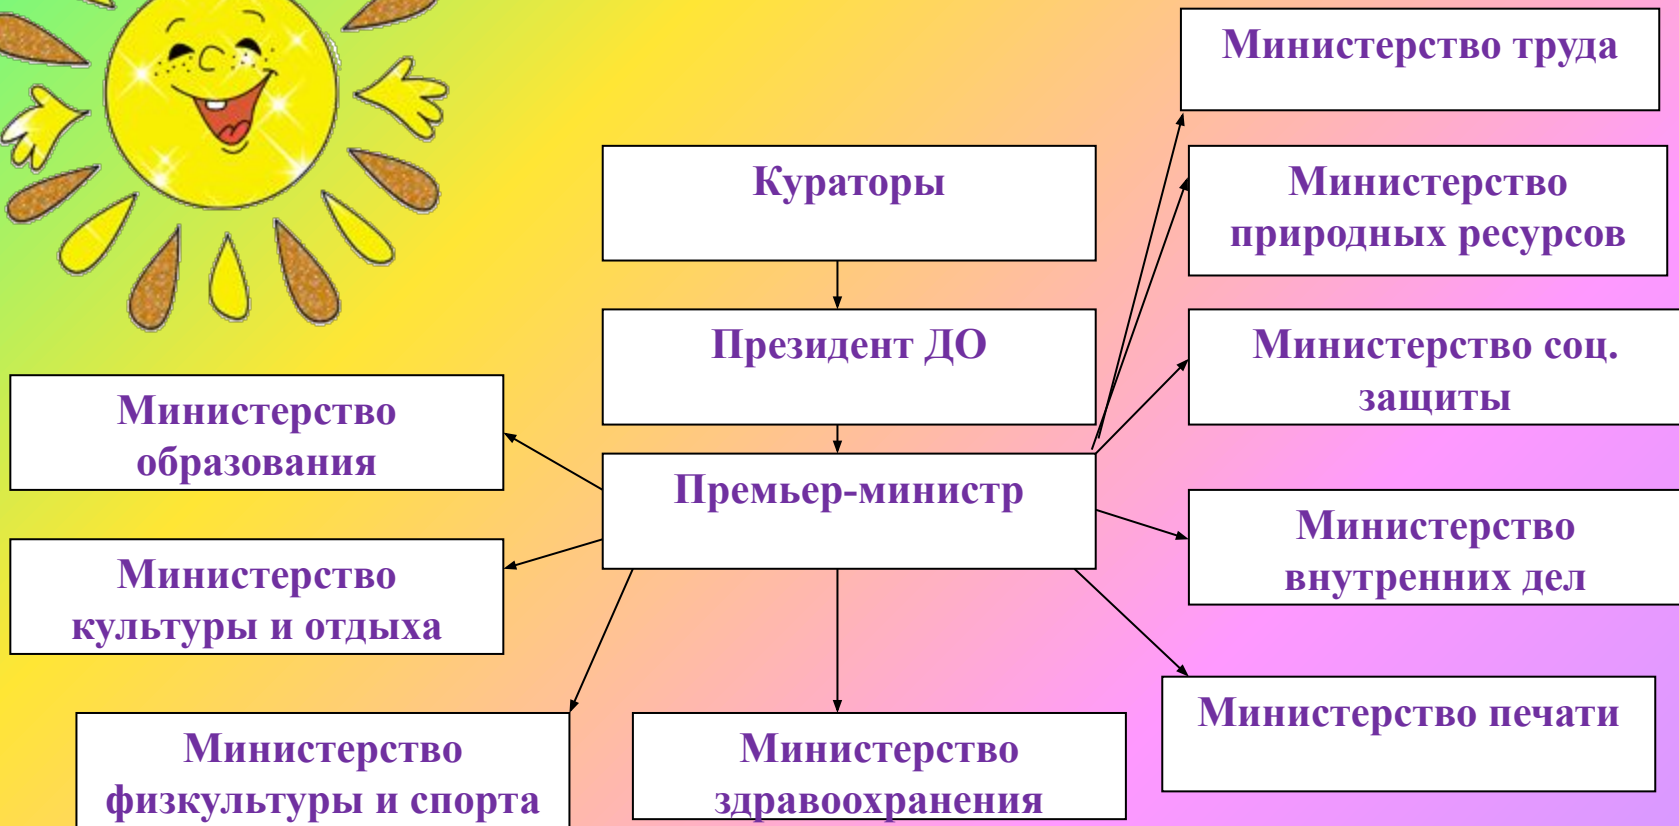 Министерство труда
Кураторы
Министерство
природных ресурсов
Президент ДО
Министерство соц.
защиты
Министерство
образования
Премьер-министр
Министерство
внутренних дел
Министерство
культуры и отдыха
Министерство печати
Министерство
физкультуры и спорта
Министерство
здравоохранения